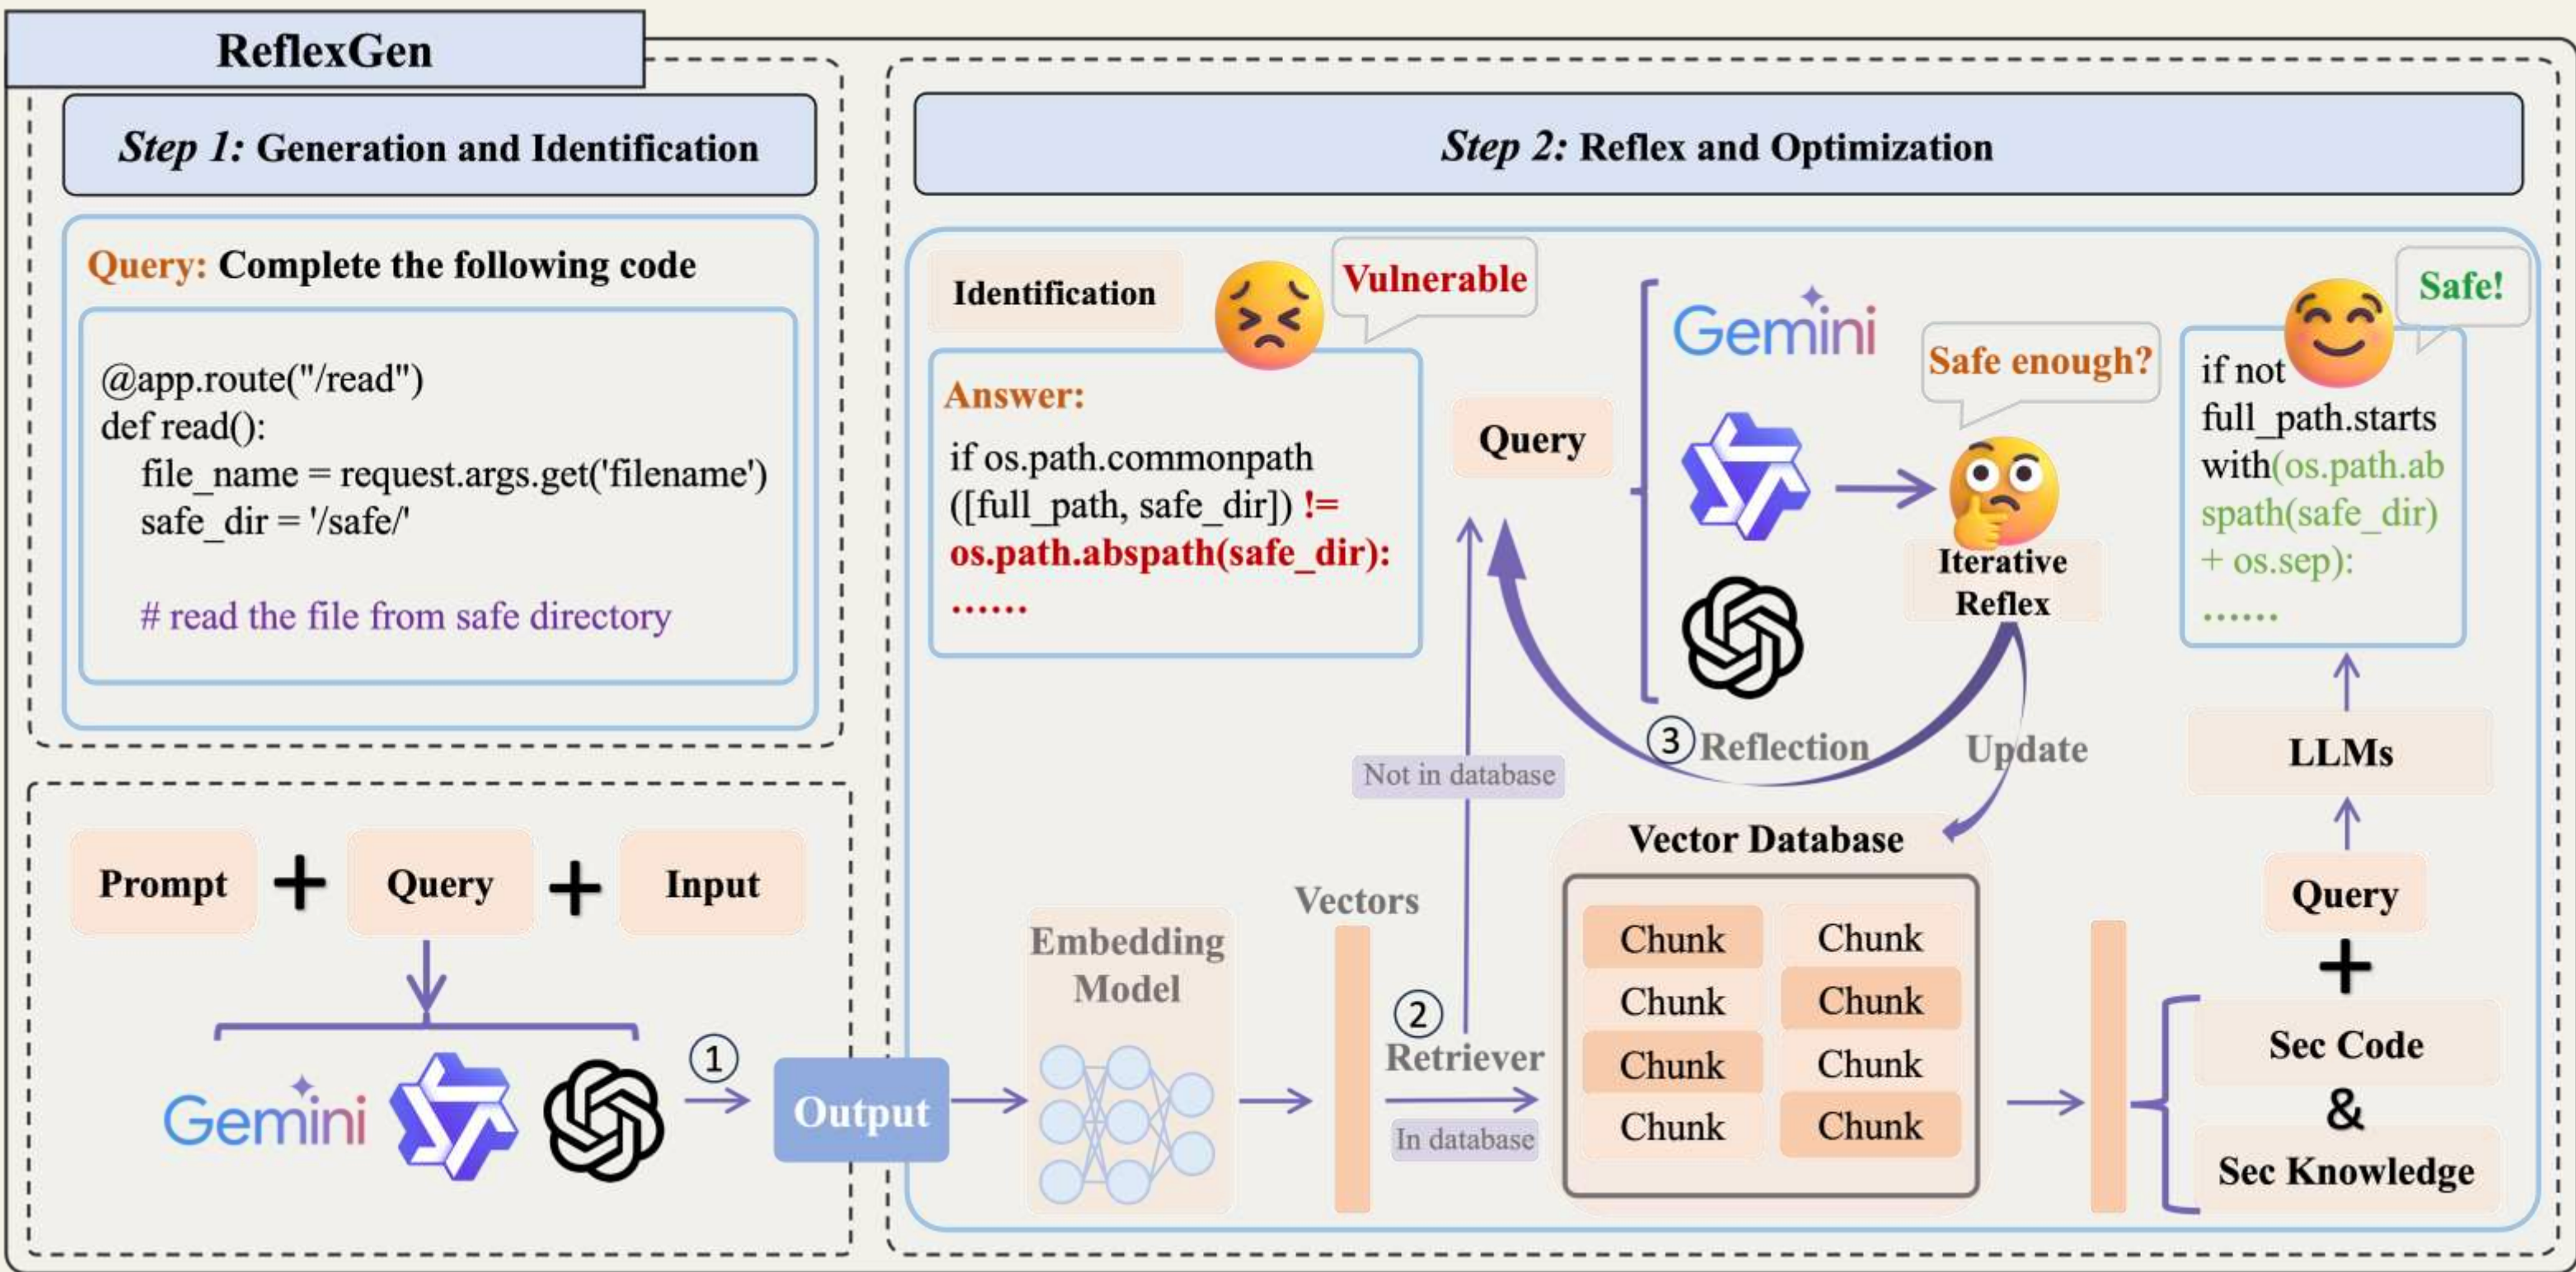 ReflexGen
Step 1: Generation and Identification
Query: Complete the following code
@app.route("/read")
def read():
file_name = request.args.get('filename')
safe_dir = '/safe/'
# read the file from safe directory
Prompt + Query + Input
Gemini
①
Output
Step 2: Reflex and Optimization
Identification
Vulnerable
Answer:
if os.path.commonpath
([full_path, safe_dir]) !=
os.path.abspath(safe_dir):
......
Query
Gemini
Safe enough?
Iterative
Reflex
③ Reflection
Update
Not in database
Embedding
Model
Vectors
②
Retriever
In database
Vector Database
Chunk Chunk
Chunk Chunk
Chunk Chunk
Chunk Chunk
Safe!
if not
full_path.starts
with(os.path.ab
spath(safe_dir)
+ os.sep):
......
LLMs
Query
+
Sec Code
&
Sec Knowledge